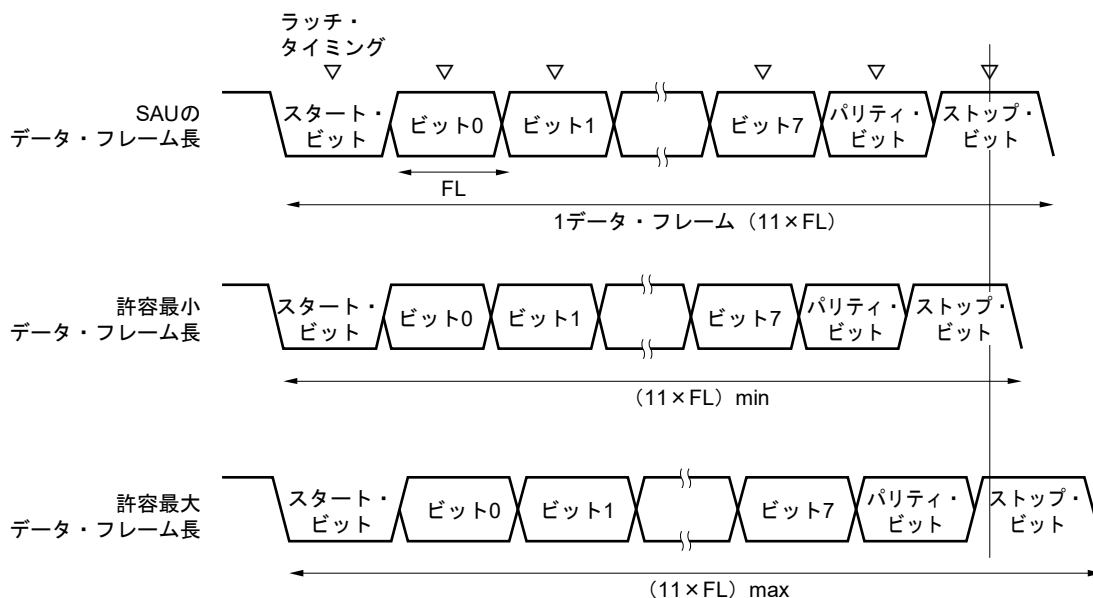 ラッチ・
タイミング
▽ ▽ ▽ ▽ ▽ ▽
SAUの
データ・フレーム長
スタート・
ビット
ビット0
ビット1
ビット7
パリティ・
ビット
ストップ・
ビット
FL
1データ・フレーム（11×FL）
許容最小
データ・フレーム長
スタート・
ビット
ビット0
ビット1
ビット7
パリティ・
ビット
ストップ・
ビット
（11×FL）min
許容最大
データ・フレーム長
スタート・
ビット
ビット0
ビット1
ビット7
パリティ・
ビット
ストップ・
ビット
（11×FL）max